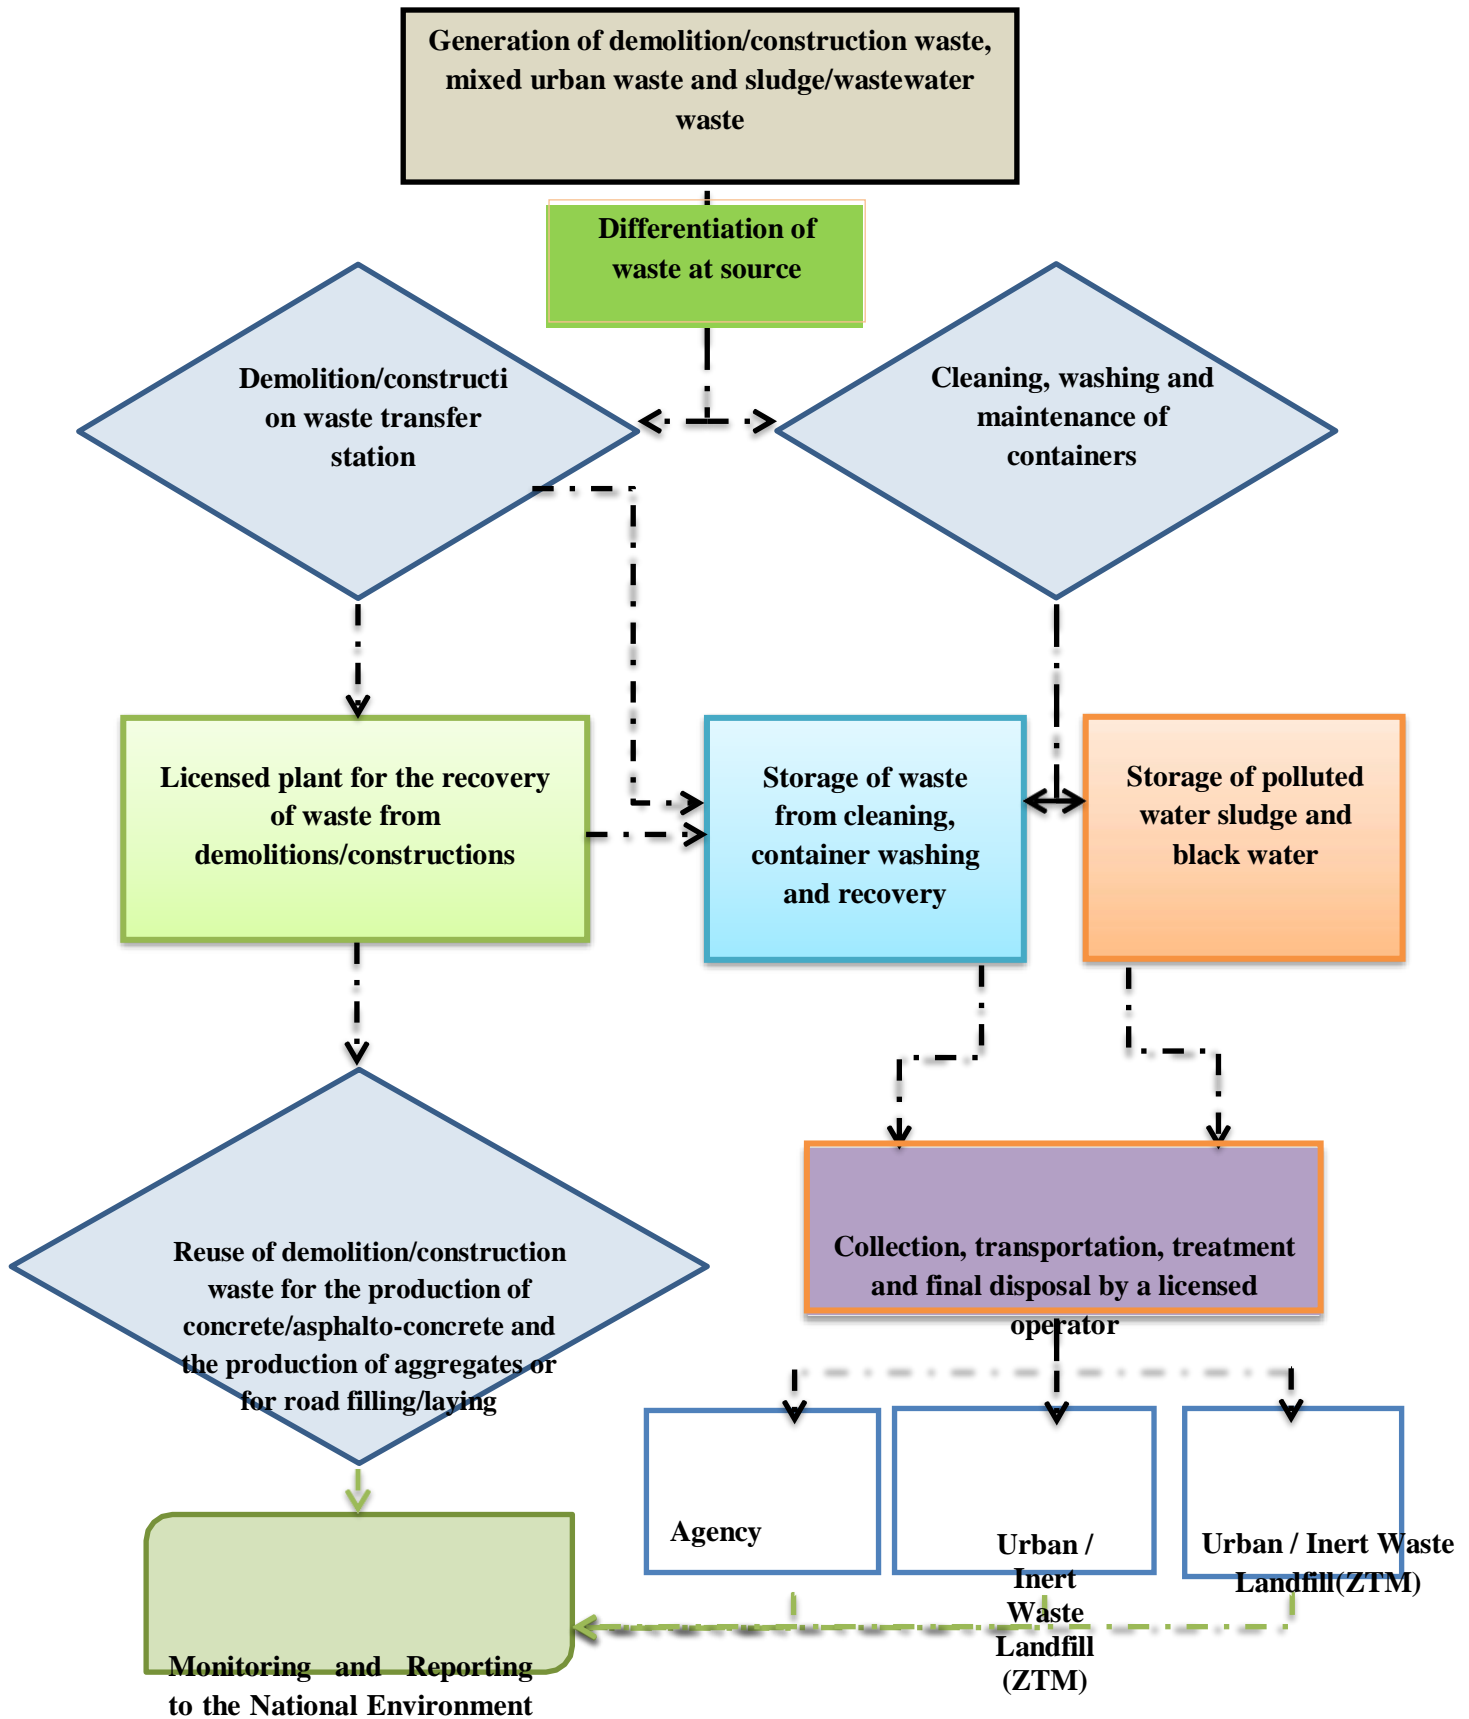 Generation of demolition/construction waste,
mixed urban waste and sludge/wastewater
waste
Differentiation of
waste at source
Demolition/constructi
on waste transfer
station
Cleaning, washing and
maintenance of
containers
Licensed plant for the recovery
of waste from
demolitions/constructions
Storage of waste
from cleaning,
container washing
and recovery
Storage of polluted
water sludge and
black water
Reuse of demolition/construction
waste for the production of
concrete/asphalto-concrete and
the production of aggregates or
for road filling/laying
Collection, transportation, treatment
and final disposal by a licensed
operator
Agency
Urban /
Inert
Waste
Landfill
(ZTM)
Urban / Inert Waste
Landfill(ZTM)
Monitoring and Reporting
to the National Environment